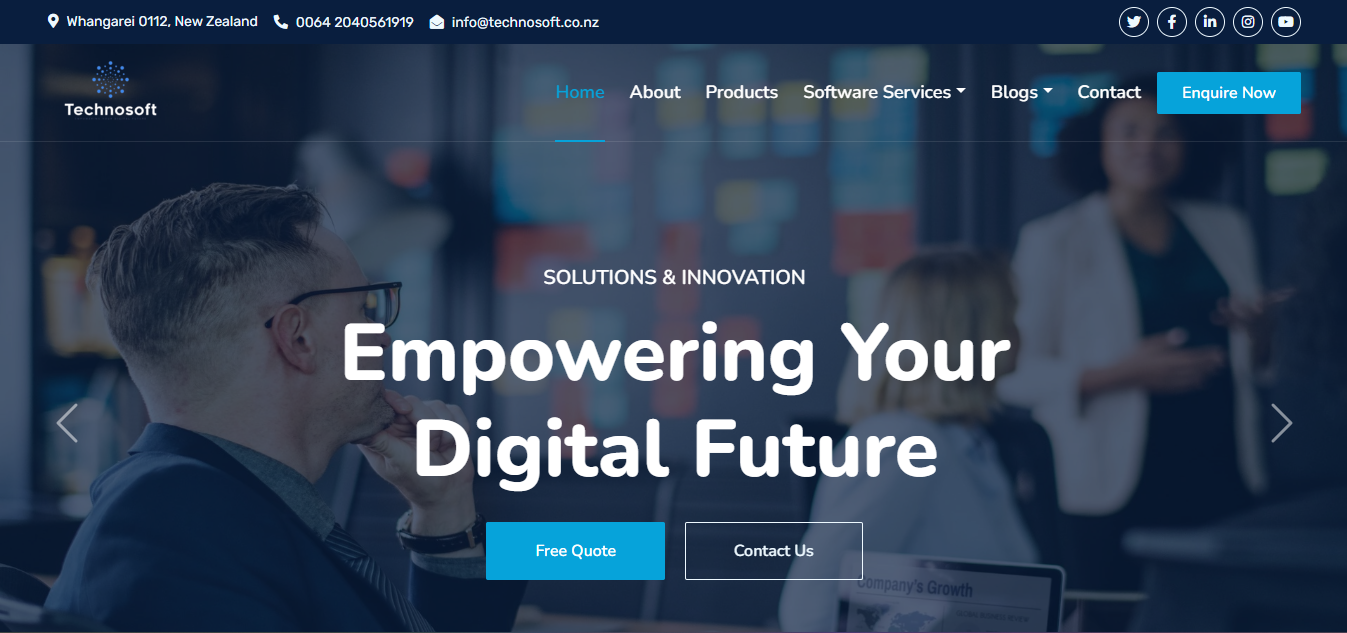 Whangarei 0112, New Zealand 0064 2040561919 info@technosoft.co.nz
Technosoft
Home About Products Software Services Blogs Contact Enquire Now
SOLUTIONS & INNOVATION
Empowering Your
Digital Future
Free Quote Contact Us
Company's Growth